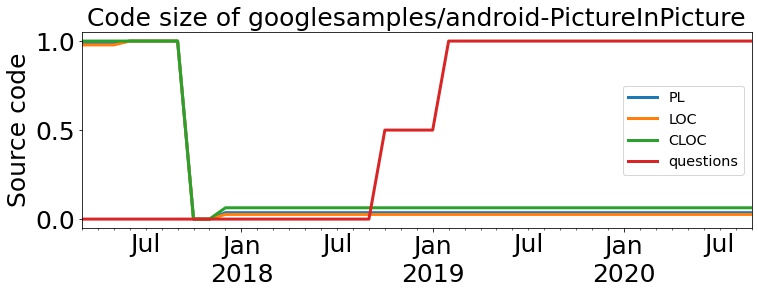 Code size of googlesamples/android-PictureInPicture
Source code
1.0
0.5
0.0
PL
LOC
CLOC
questions
Jul Jan Jul Jan Jul Jan Jul
2018 2019 2020